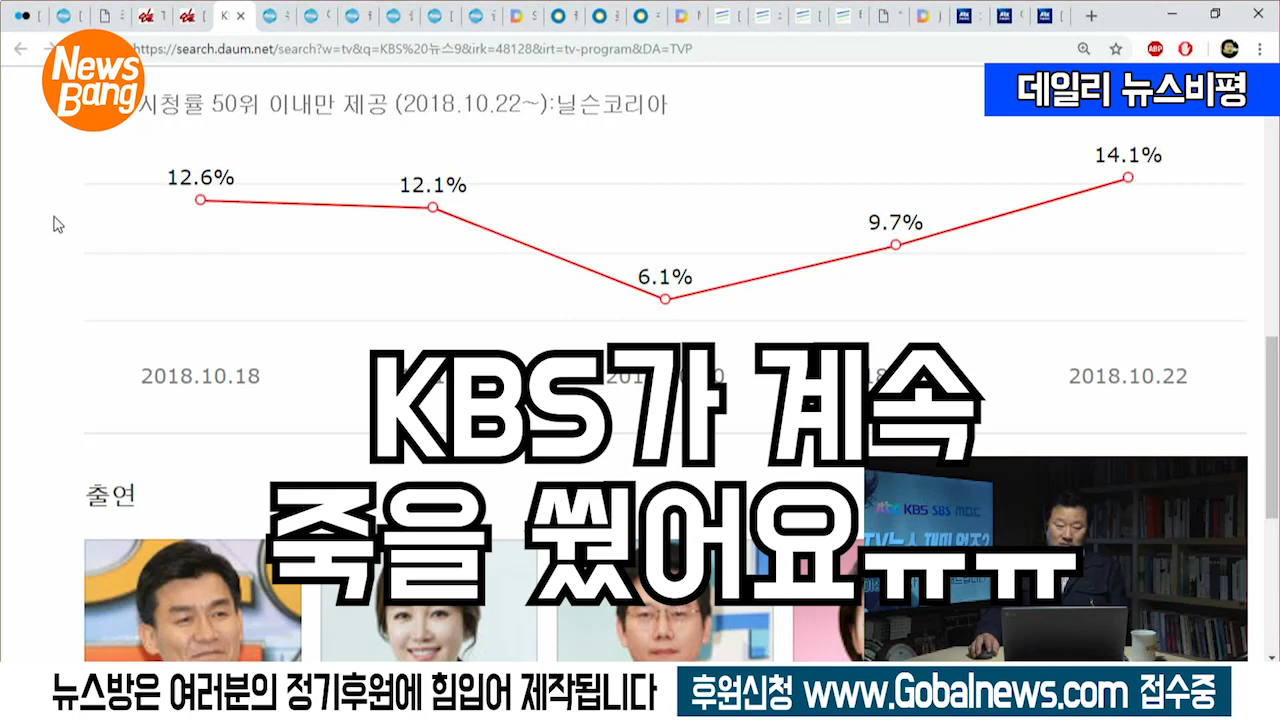 https://search.daum.net/search?w=tv&q=KBS%20뉴스9&irk=48128&irt=tv-program&DA=TVP
ABP
News
Bang
데일리 뉴스비평
시청률 50위 이내만 제공 (2018.10.22~):닐슨코리아
12.6%
12.1%
6.1%
9.7%
14.1%
2018.10.18
2018.10.22
KBS가 계속
죽을 쒔어요ㅠㅠ
출연
jtbc KBS SBS MBC
뉴스방은 여러분의 정기후원에 힘입어 제작됩니다
후원신청 www.Gobalnews.com 접수중